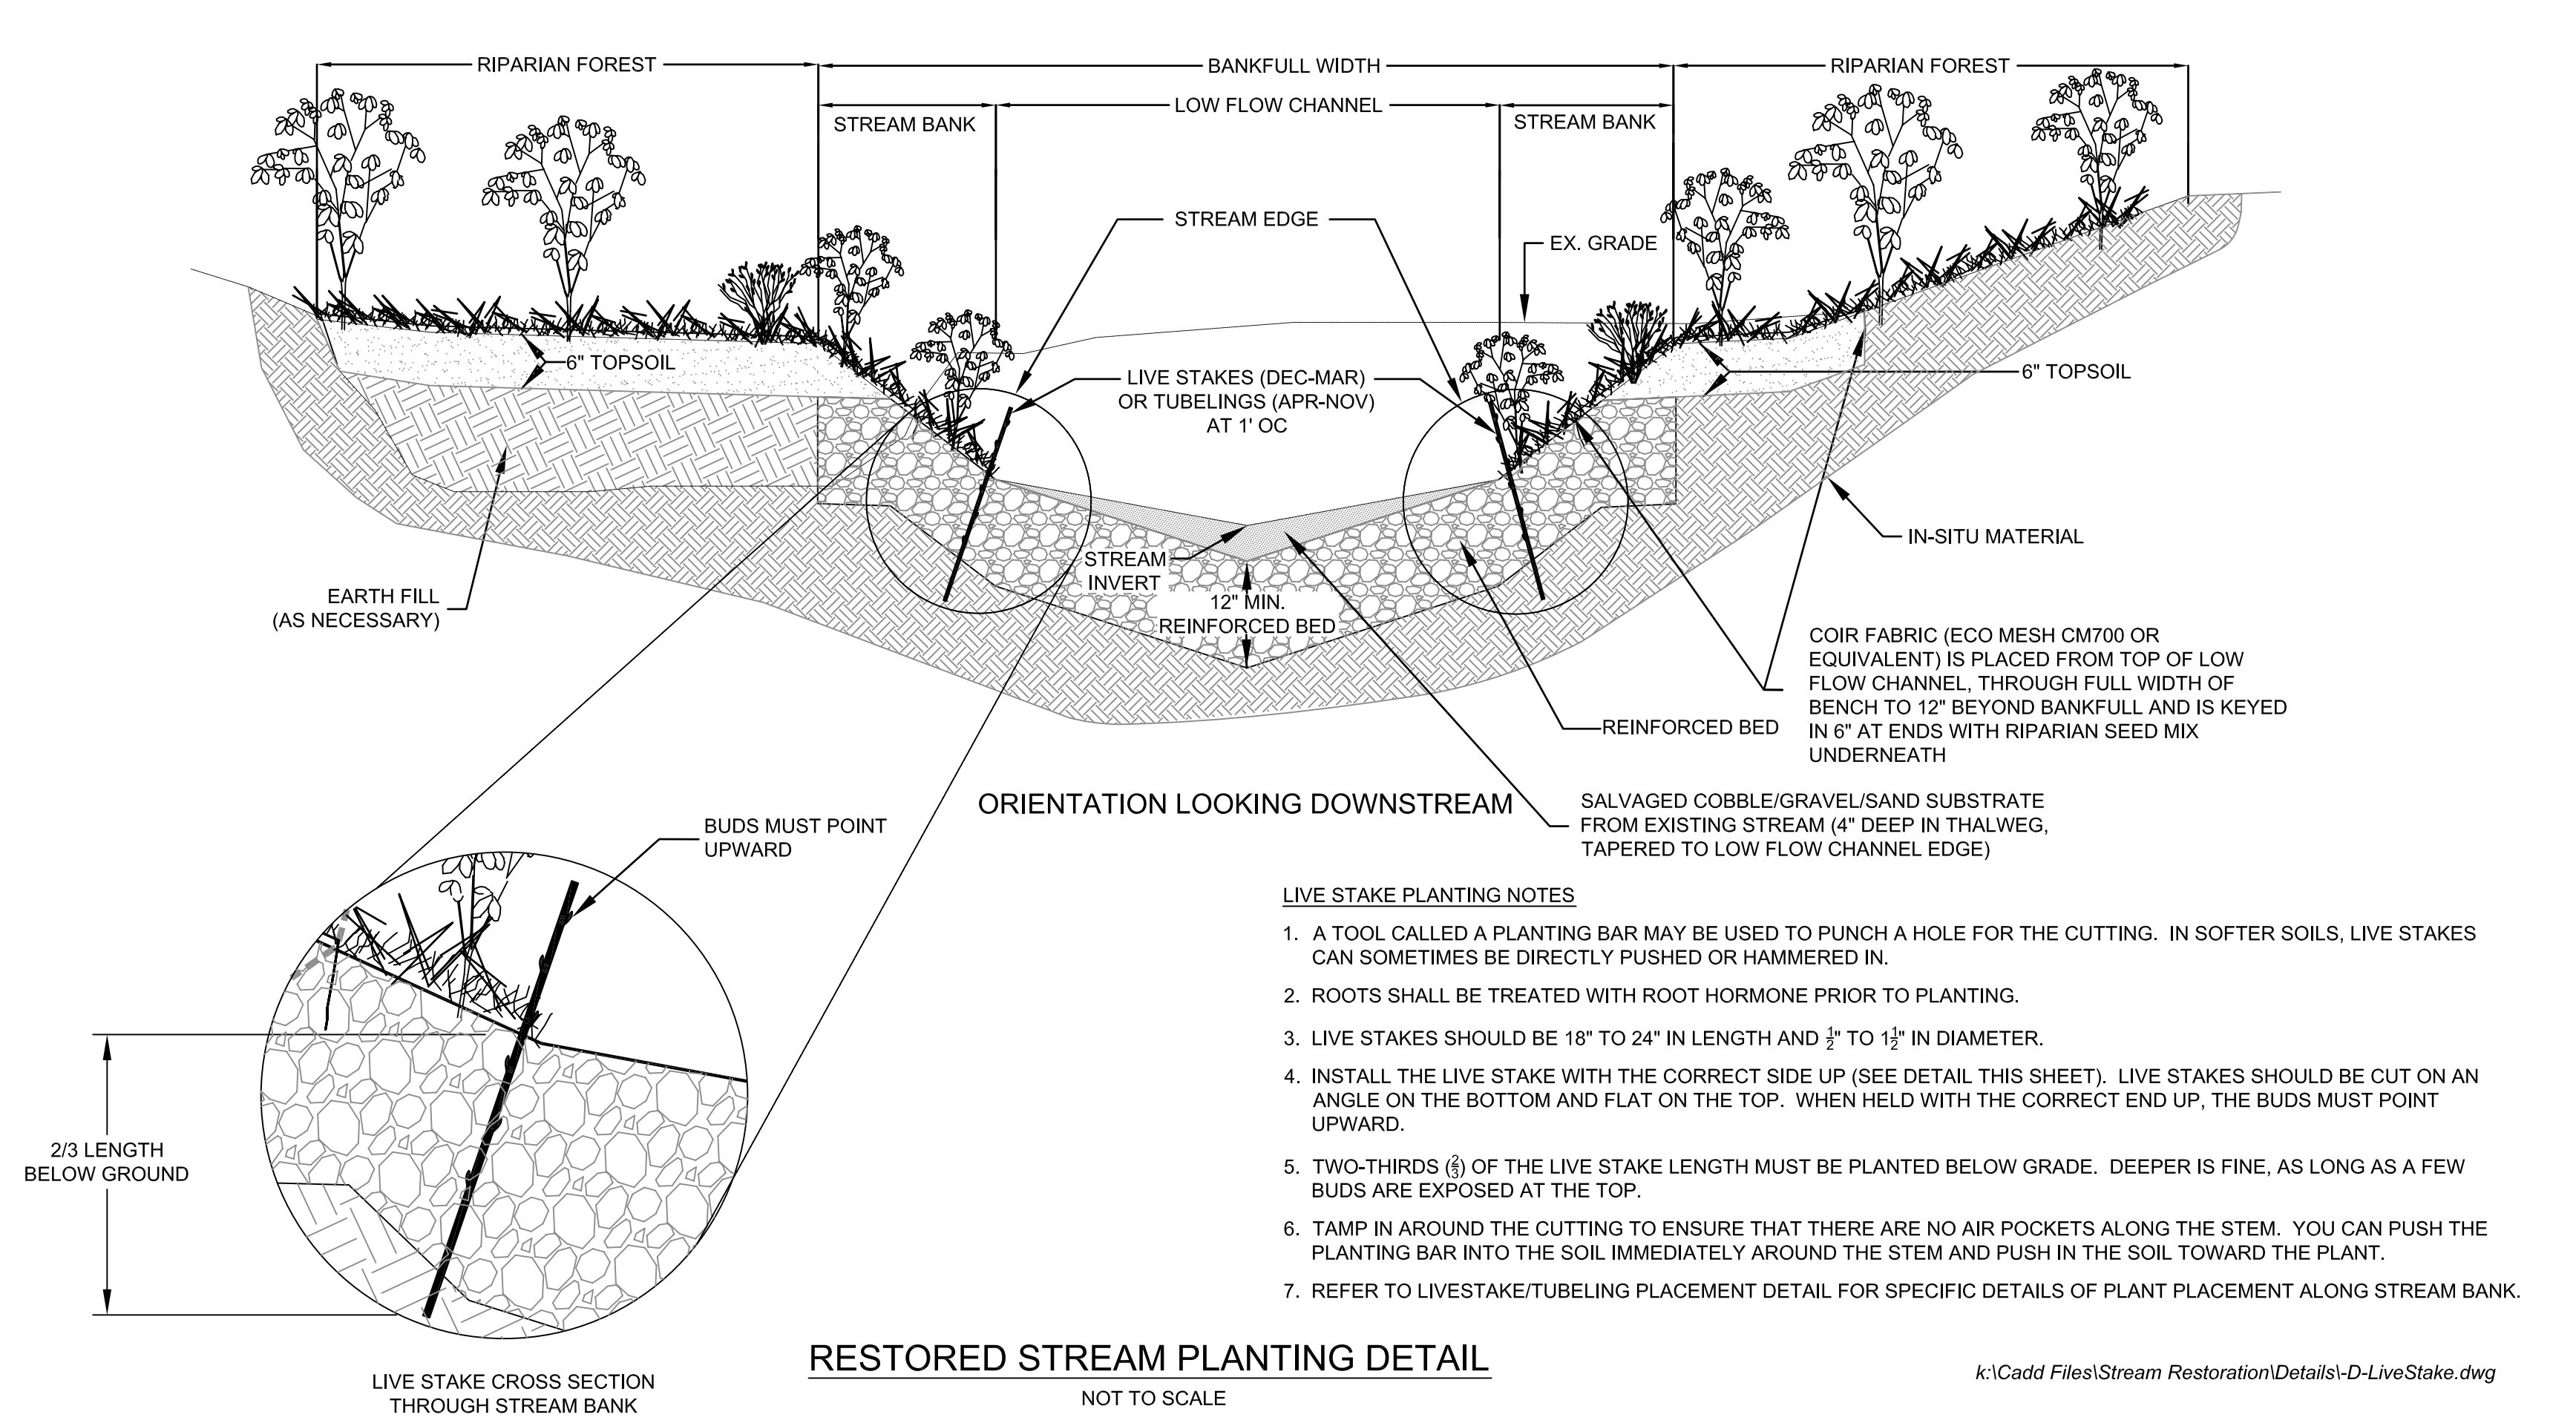 RIPARIAN FOREST
BANKFULL WIDTH
RIPARIAN FOREST
LOW FLOW CHANNEL
STREAM BANK
STREAM BANK
STREAM EDGE
EX. GRADE
6" TOPSOIL
LIVE STAKES (DEC-MAR)
OR TUBELINGS (APR-NOV)
AT 1' OC
6" TOPSOIL
IN-SITU MATERIAL
STREAM
INVERT
EARTH FILL
(AS NECESSARY)
12" MIN.
REINFORCED BED
COIR FABRIC (ECO MESH CM700 OR
EQUIVALENT) IS PLACED FROM TOP OF LOW
FLOW CHANNEL, THROUGH FULL WIDTH OF
BENCH TO 12" BEYOND BANKFULL AND IS KEYED
IN 6" AT ENDS WITH RIPARIAN SEED MIX
UNDERNEATH
REINFORCED BED
ORIENTATION LOOKING DOWNSTREAM
SALVAGED COBBLE/GRAVEL/SAND SUBSTRATE
FROM EXISTING STREAM (4" DEEP IN THALWEG,
TAPERED TO LOW FLOW CHANNEL EDGE)
BUDS MUST POINT
UPWARD
2/3 LENGTH
BELOW GROUND
LIVE STAKE CROSS SECTION
THROUGH STREAM BANK
LIVE STAKE PLANTING NOTES
1. A TOOL CALLED A PLANTING BAR MAY BE USED TO PUNCH A HOLE FOR THE CUTTING. IN SOFTER SOILS, LIVE STAKES
CAN SOMETIMES BE DIRECTLY PUSHED OR HAMMERED IN.
2. ROOTS SHALL BE TREATED WITH ROOT HORMONE PRIOR TO PLANTING.
3. LIVE STAKES SHOULD BE 18" TO 24" IN LENGTH AND 1/2" TO 1 1/2" IN DIAMETER.
4. INSTALL THE LIVE STAKE WITH THE CORRECT SIDE UP (SEE DETAIL THIS SHEET). LIVE STAKES SHOULD BE CUT ON AN
ANGLE ON THE BOTTOM AND FLAT ON THE TOP. WHEN HELD WITH THE CORRECT END UP, THE BUDS MUST POINT
UPWARD.
5. TWO-THIRDS (2/3) OF THE LIVE STAKE LENGTH MUST BE PLANTED BELOW GRADE. DEEPER IS FINE, AS LONG AS A FEW
BUDS ARE EXPOSED AT THE TOP.
6. TAMP IN AROUND THE CUTTING TO ENSURE THAT THERE ARE NO AIR POCKETS ALONG THE STEM. YOU CAN PUSH THE
PLANTING BAR INTO THE SOIL IMMEDIATELY AROUND THE STEM AND PUSH IN THE SOIL TOWARD THE PLANT.
7. REFER TO LIVESTAKE/TUBELING PLACEMENT DETAIL FOR SPECIFIC DETAILS OF PLANT PLACEMENT ALONG STREAM BANK.
RESTORED STREAM PLANTING DETAIL
NOT TO SCALE
k:\Cadd Files\Stream Restoration\Details\-D-LiveStake.dwg